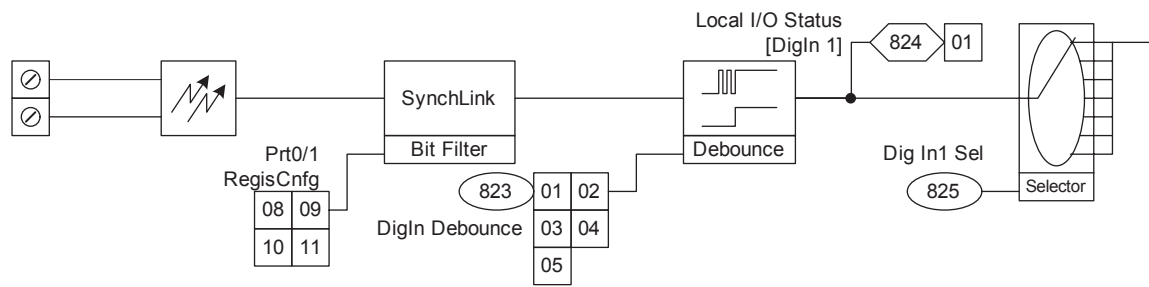 Local I/O Status
[DigIn 1]
824 01
SynchLink
Bit Filter
Debounce
Prt0/1
RegisCnfg
08 09
10 11
823 01 02
DigIn Debounce 03 04
05
Dig In1 Sel
825
Selector